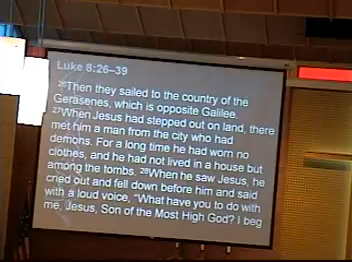 Luke 8:26–39
26Then they sailed to the country of the
Gerasenes, which is opposite Galilee.
27When Jesus had stepped out on land, there
met him a man from the city who had
demons. For a long time he had worn no
clothes, and he had not lived in a house but
among the tombs. 28When he saw Jesus, he
cried out and fell down before him and said
with a loud voice, "What have you to do with
me, Jesus, Son of the Most High God? I beg